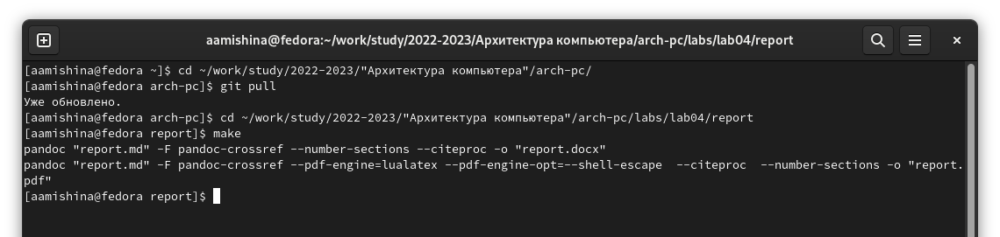 aamishina@fedora:~/work/study/2022-2023/Архитектура компьютера/arch-pc/labs/lab04/report
[aamishina@fedora ~]$ cd ~/work/study/2022-2023/"Архитектура компьютера"/arch-pc/
[aamishina@fedora arch-pc]$ git pull
Уже обновлено.
[aamishina@fedora arch-pc]$ cd ~/work/study/2022-2023/"Архитектура компьютера"/arch-pc/labs/lab04/report
[aamishina@fedora report]$ make
pandoc "report.md" -F pandoc-crossref --number-sections --citeproc -o "report.docx"
pandoc "report.md" -F pandoc-crossref --pdf-engine=lualatex --pdf-engine-opt=--shell-escape  --citeproc  --number-sections -o "report.
pdf"
[aamishina@fedora report]$